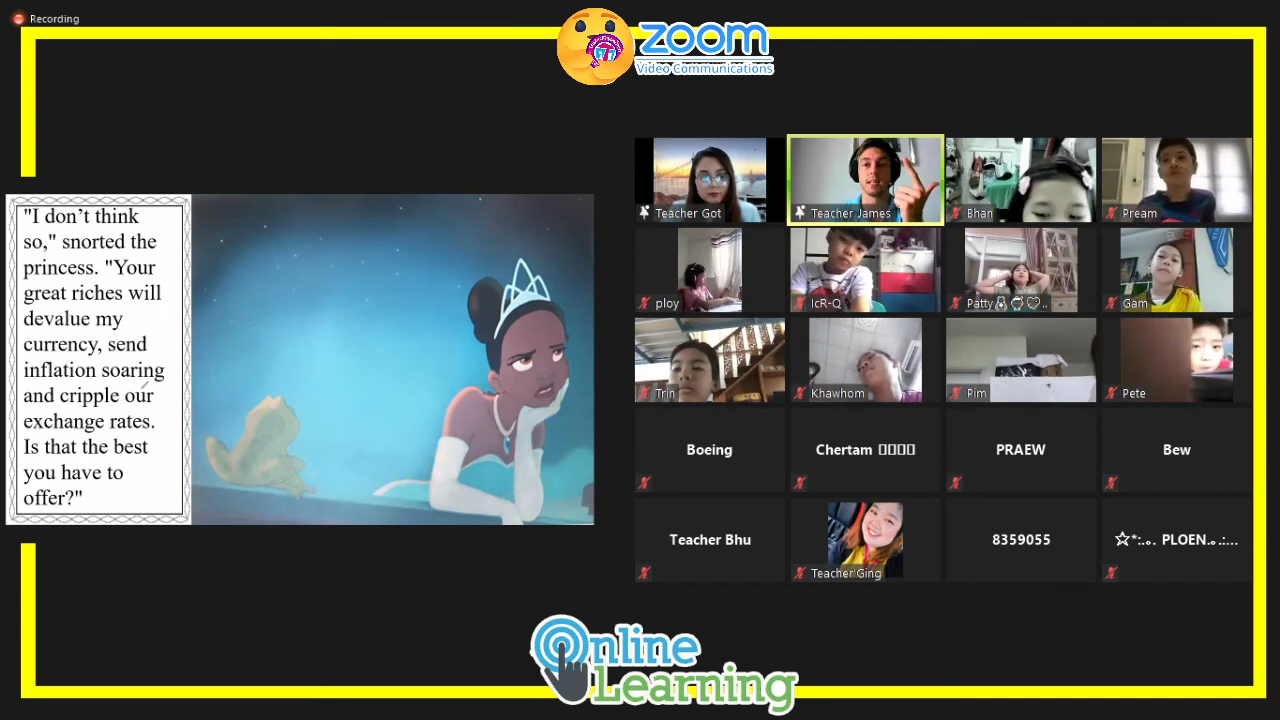 Recording
zoom
Video Communications
"I don't think
so," snorted the
princess. "Your
great riches will
devalue my
currency, send
inflation soaring
and cripple our
exchange rates.
Is that the best
you have to
offer?"
Teacher Got
Teacher James
Bhan
Pream
ploy
IcR-Q
Patty
Gam
Trin
Khawhom
Pim
Pete
Boeing
Chertam
PRAEW
Bew
Teacher Bhu
Teacher Ging
8359055
☆*:.｡. PLOEN.｡.:...
Online
Learning